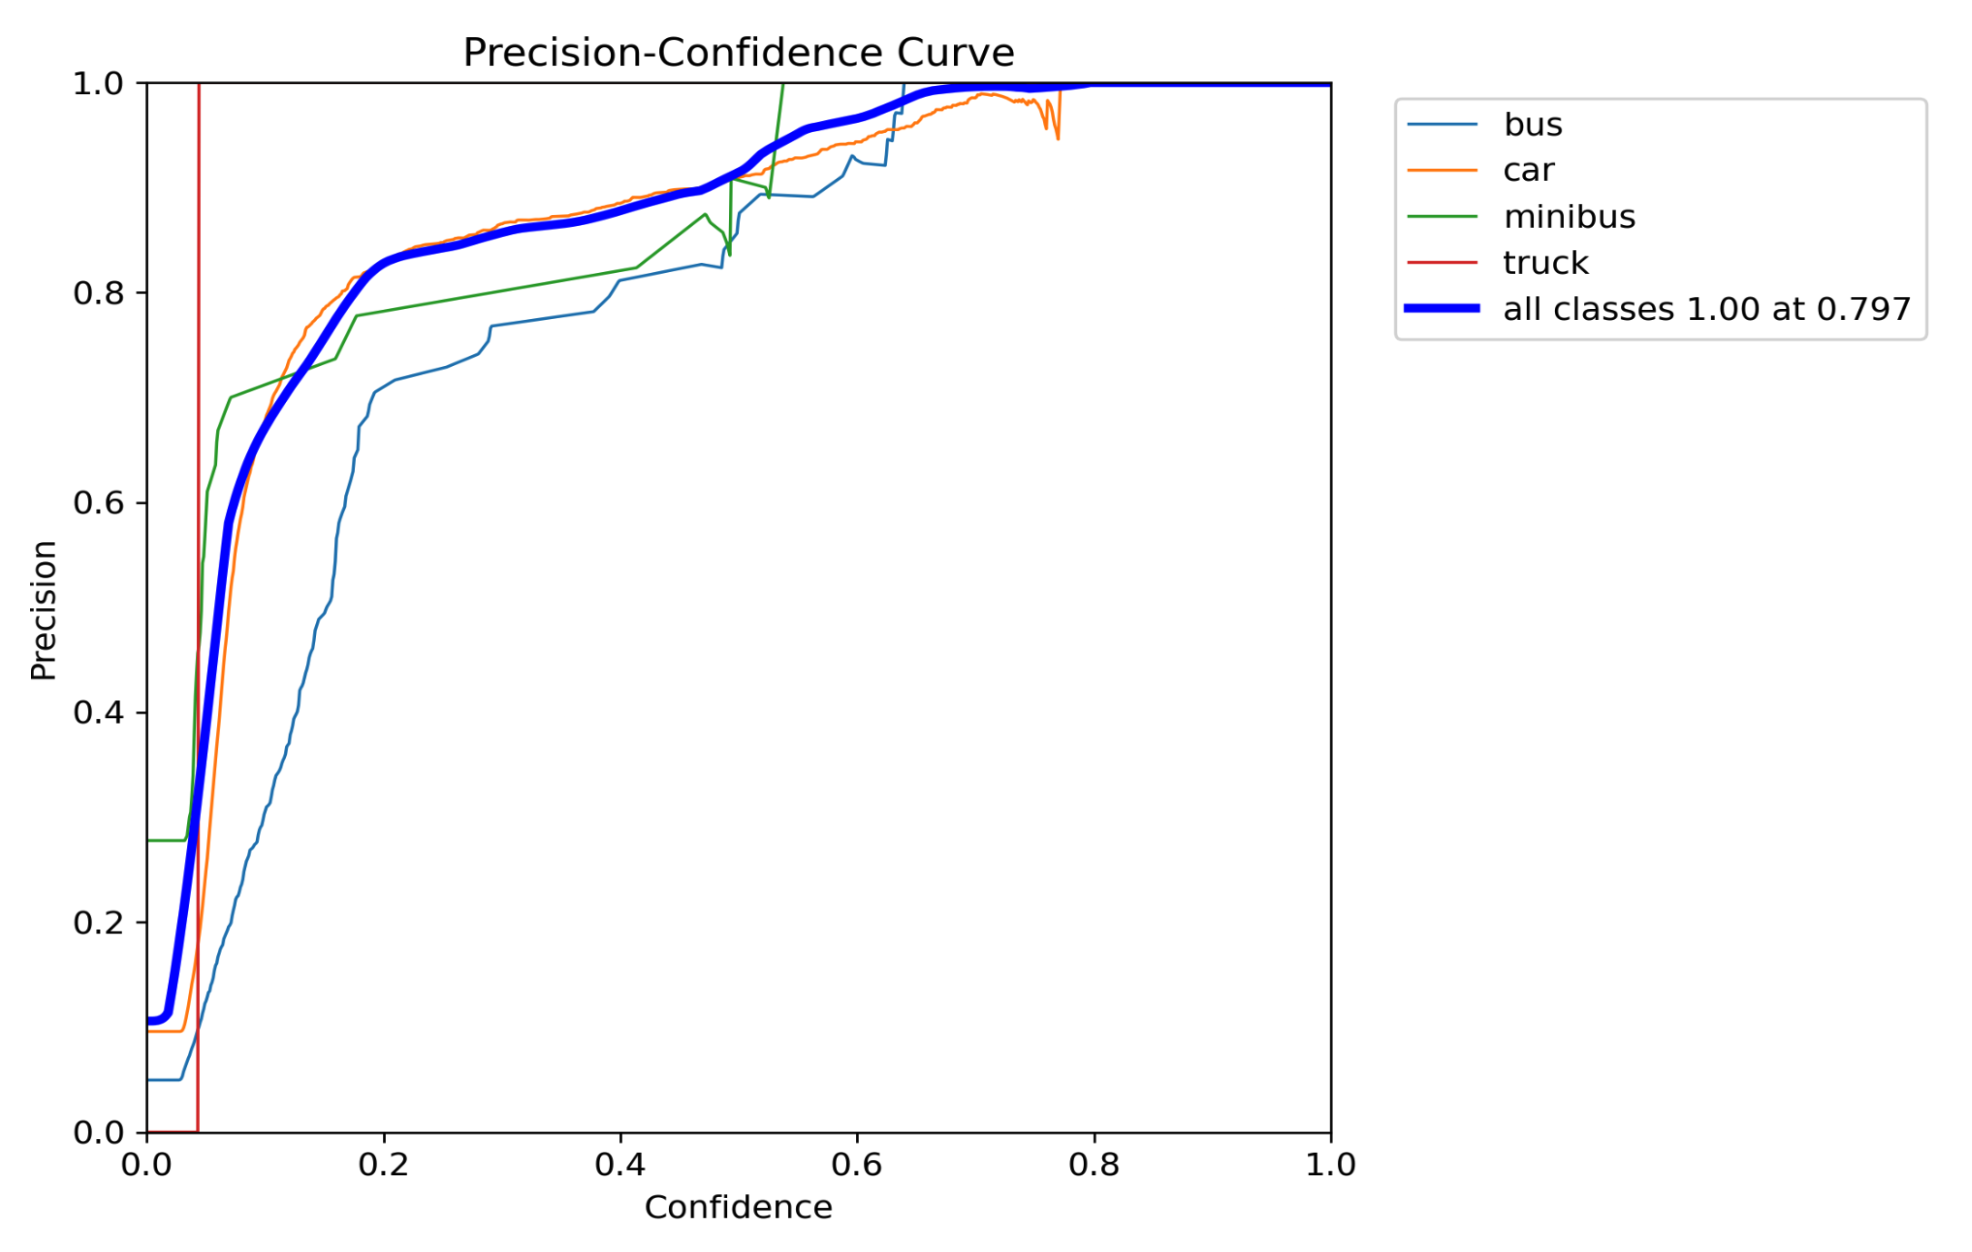 Precision-Confidence Curve
1.0
0.8
0.6
0.4
0.2
0.0
Precision
0.0 0.2 0.4 0.6 0.8 1.0
Confidence
bus
car
minibus
truck
all classes 1.00 at 0.797